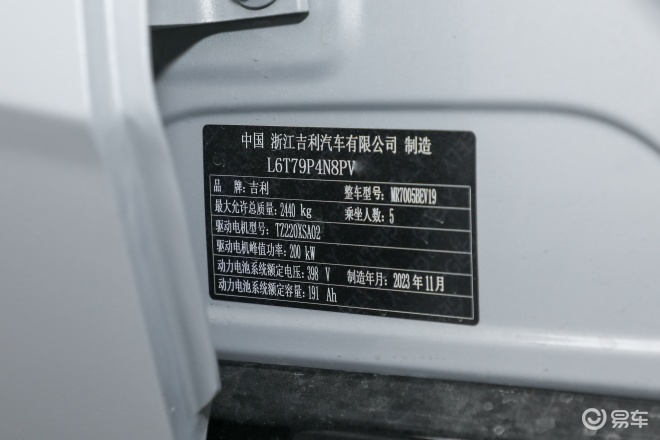 中国 浙江吉利汽车有限公司 制造
L6T79P4N8PV
品 牌:吉利 整车型号: MR7005BEV19
最大允许总质量: 2440 kg 乘坐人数: 5
驱动电机型号: TZ220XSA02
驱动电机峰值功率: 200 kW
动力电池系统额定电压: 398 V 制造年月: 2023 年 11月
动力电池系统额定容量: 191 Ah
易车